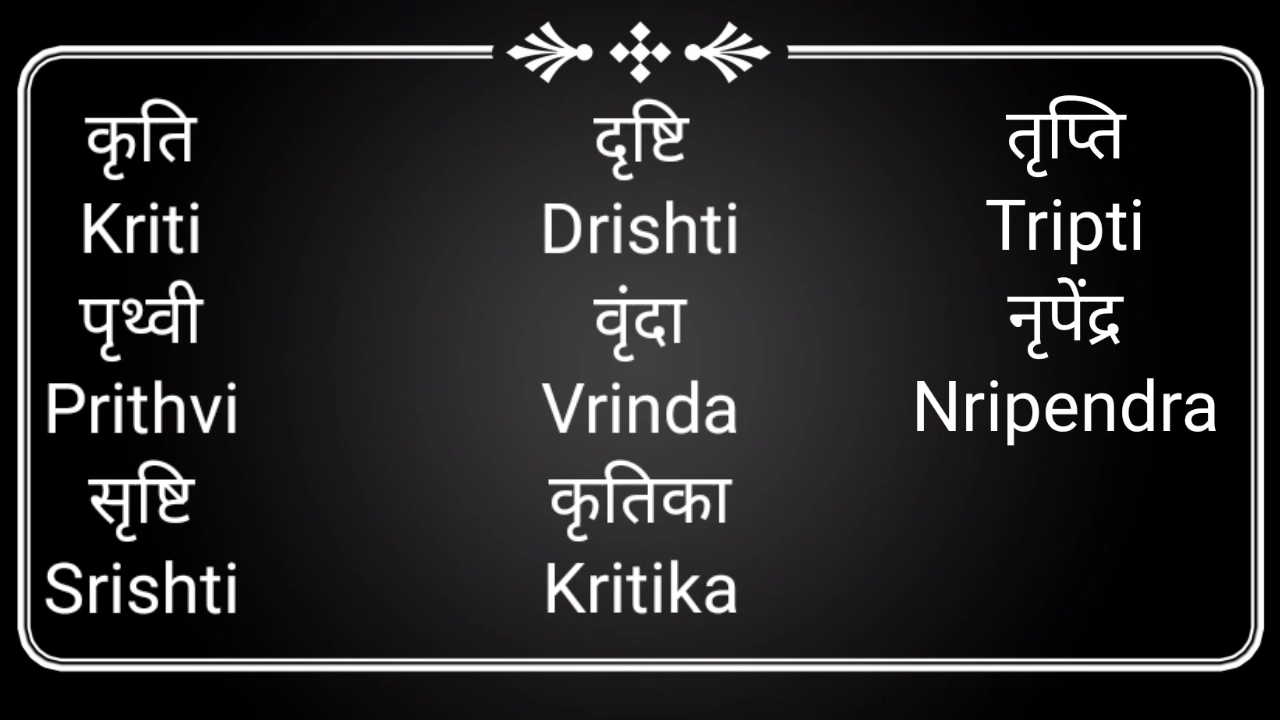 कृति
Kriti
पृथ्वी
Prithvi
सृष्टि
Srishti
दृष्टि
Drishti
वृंदा
Vrinda
कृतिका
Kritika
तृप्ति
Tripti
नृपेंद्र
Nripendra